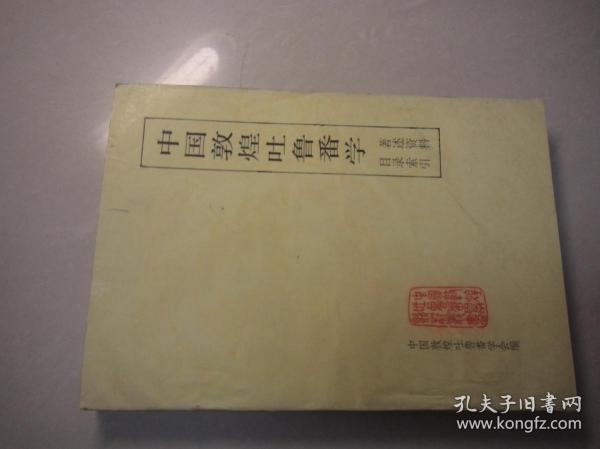 中国敦煌吐鲁番学
著述资料
目录索引
中国敦煌吐鲁番学会编
孔夫子旧书网
www.kongfz.com